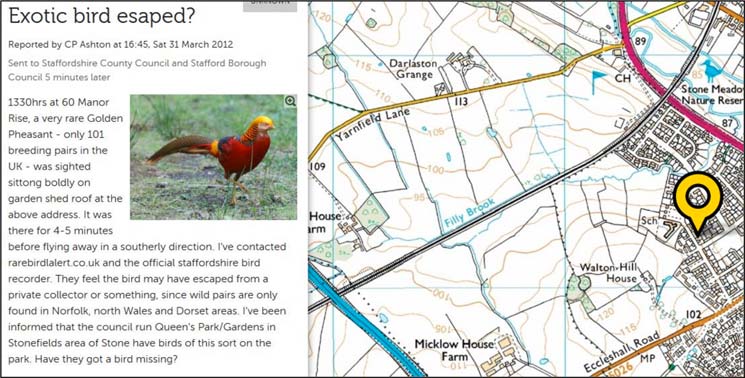 UNKNOWN
Exotic bird esaped?
Reported by CP Ashton at 16:45, Sat 31 March 2012
Sent to Staffordshire County Council and Stafford Borough
Council 5 minutes later
1330hrs at 60 Manor
Rise, a very rare Golden
Pheasant - only 101
breeding pairs in the
UK - was sighted
sittong boldly on
garden shed roof at the
above address. It was
there for 4-5 minutes
before flying away in a southerly direction. I've contacted
rarebirdalert.co.uk and the official staffordshire bird
recorder. They feel the bird may have escaped from a
private collector or something, since wild pairs are only
found in Norfolk, north Wales and Dorset areas. I've been
informed that the council run Queen's Park/Gardens in
Stonefields area of Stone have birds of this sort on the
park. Have they got a bird missing?
89
Darlaston
Grange
CH
Stone Meado
Nature Reser
113
87
Yarnfield Lane
105
100
95
109
120
House
arm
Filly Brook
Sch
Walton-Hill
House
100
102
Micklow House
Farm
Eccleshall Road
MP
5026